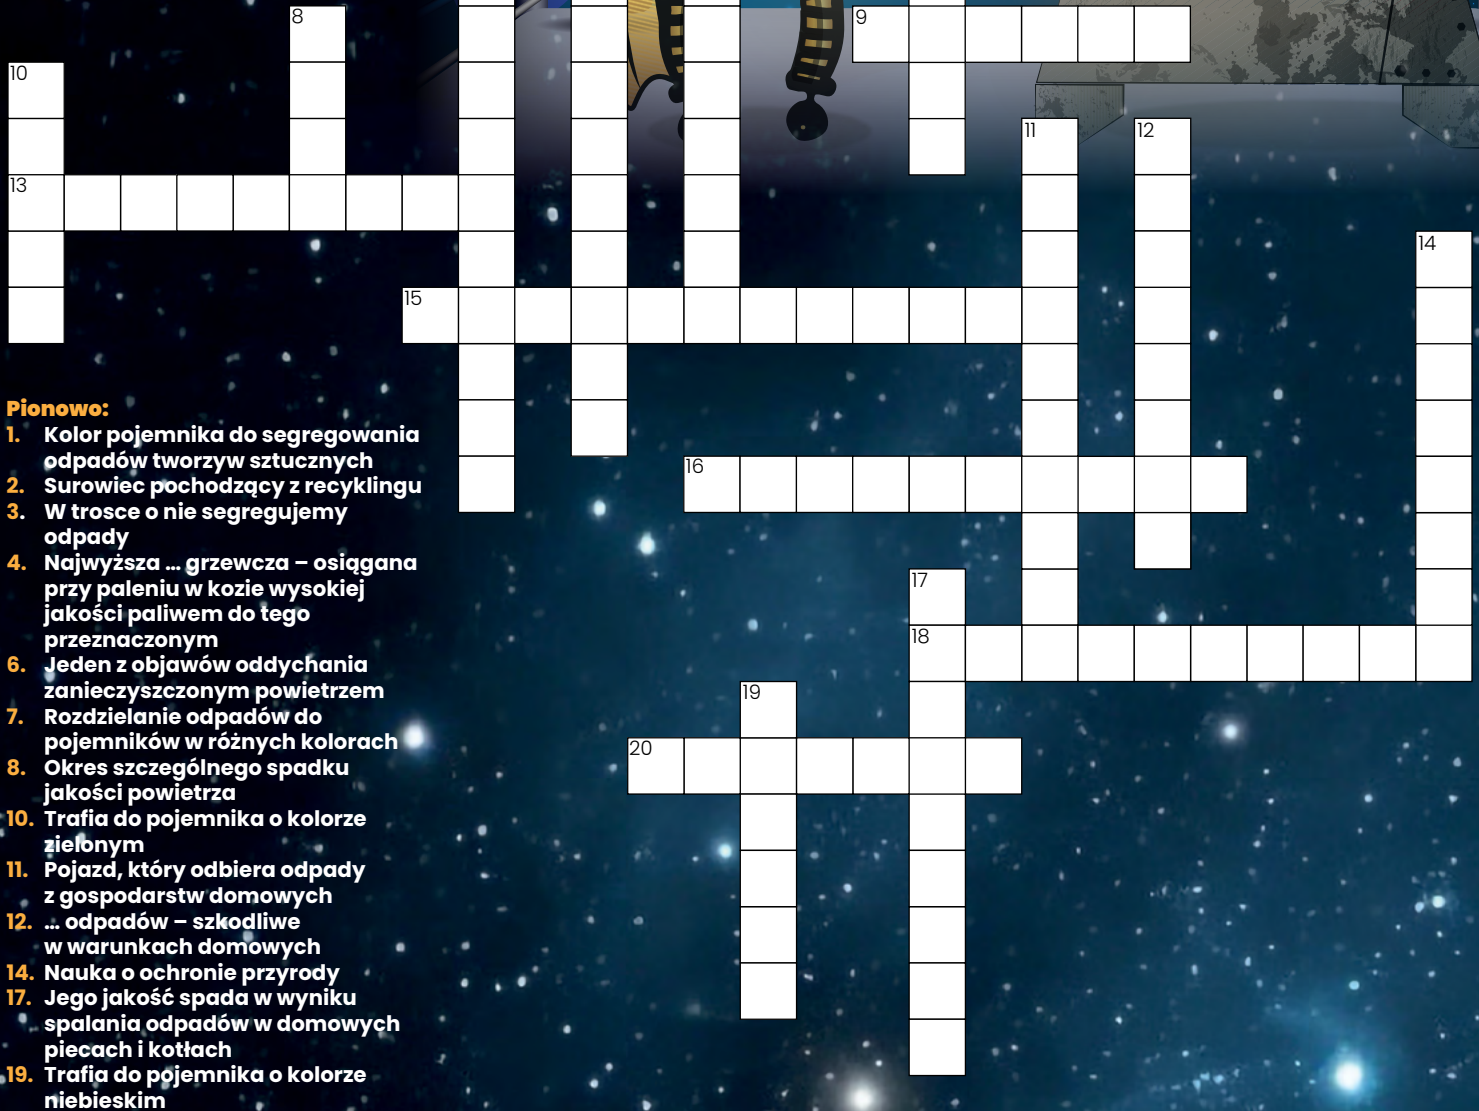 8
9
10
11
12
13
14
15
16
17
18
19
20
Pionowo:
1. Kolor pojemnika do segregowania
odpadów tworzyw sztucznych
2. Surowiec pochodzący z recyklingu
3. W trosce o nie segregujemy
odpady
4. Najwyższa ... grzewcza – osiągana
przy paleniu w kozie wysokiej
jakości paliwem do tego
przeznaczonym
6. Jeden z objawów oddychania
zanieczyszczonym powietrzem
7. Rozdzielanie odpadów do
pojemników w różnych kolorach
8. Okres szczególnego spadku
jakości powietrza
10. Trafia do pojemnika o kolorze
zielonym
11. Pojazd, który odbiera odpady
z gospodarstw domowych
12. ... odpadów – szkodliwe
w warunkach domowych
14. Nauka o ochronie przyrody
17. Jego jakość spada w wyniku
spalania odpadów w domowych
piecach i kotłach
19. Trafia do pojemnika o kolorze
niebieskim